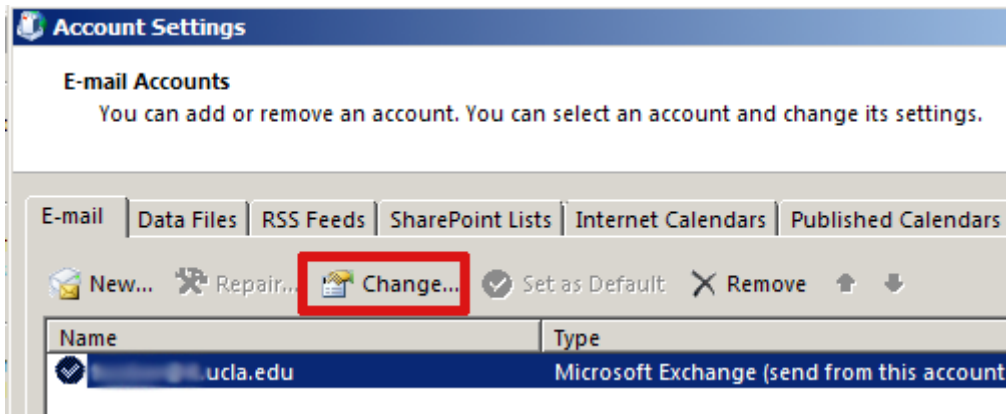 Account Settings
E-mail Accounts
You can add or remove an account. You can select an account and change its settings.
E-mail Data Files RSS Feeds SharePoint Lists Internet Calendars Published Calendars
New... Repair... Change... Set as Default Remove
Name Type
.ucla.edu Microsoft Exchange (send from this account